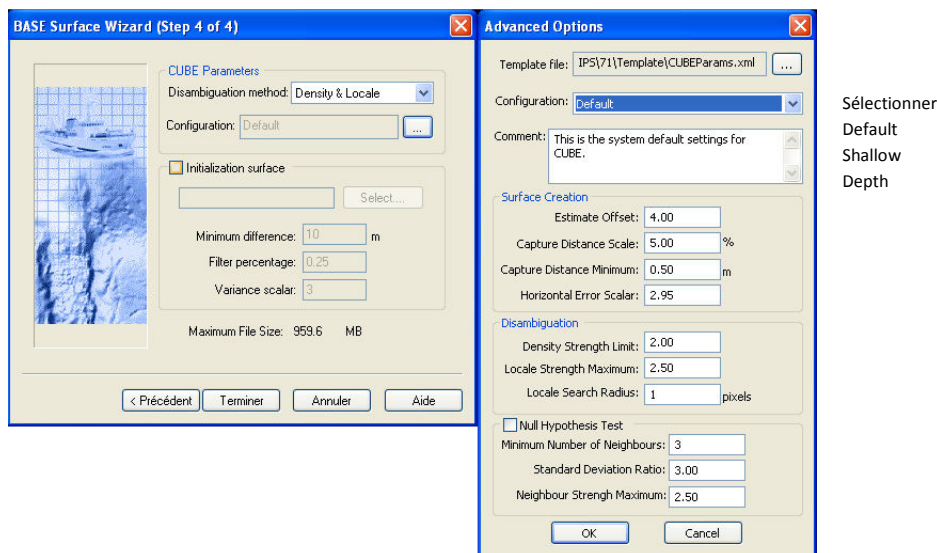 BASE Surface Wizard (Step 4 of 4)
CUBE Parameters
Disambiguation method: Density & Locale
Configuration: Default ...
Initialization surface
Select....
Minimum difference: 10 m
Filter percentage: 0.25
Variance scalar: 3
Maximum File Size: 959.6 MB
< Précédent Terminer Annuler Aide
Advanced Options
Template file: IPS\71\Template\CUBEParams.xml ...
Configuration: Default
Comment: This is the system default settings for
CUBE.
Surface Creation
Estimate Offset: 4.00
Capture Distance Scale: 5.00 %
Capture Distance Minimum: 0.50 m
Horizontal Error Scalar: 2.95
Disambiguation
Density Strength Limit: 2.00
Locale Strength Maximum: 2.50
Locale Search Radius: 1 pixels
Null Hypothesis Test
Minimum Number of Neighbours: 3
Standard Deviation Ratio: 3.00
Neighbour Strengh Maximum: 2.50
OK Cancel
Sélectionner
Default
Shallow
Depth